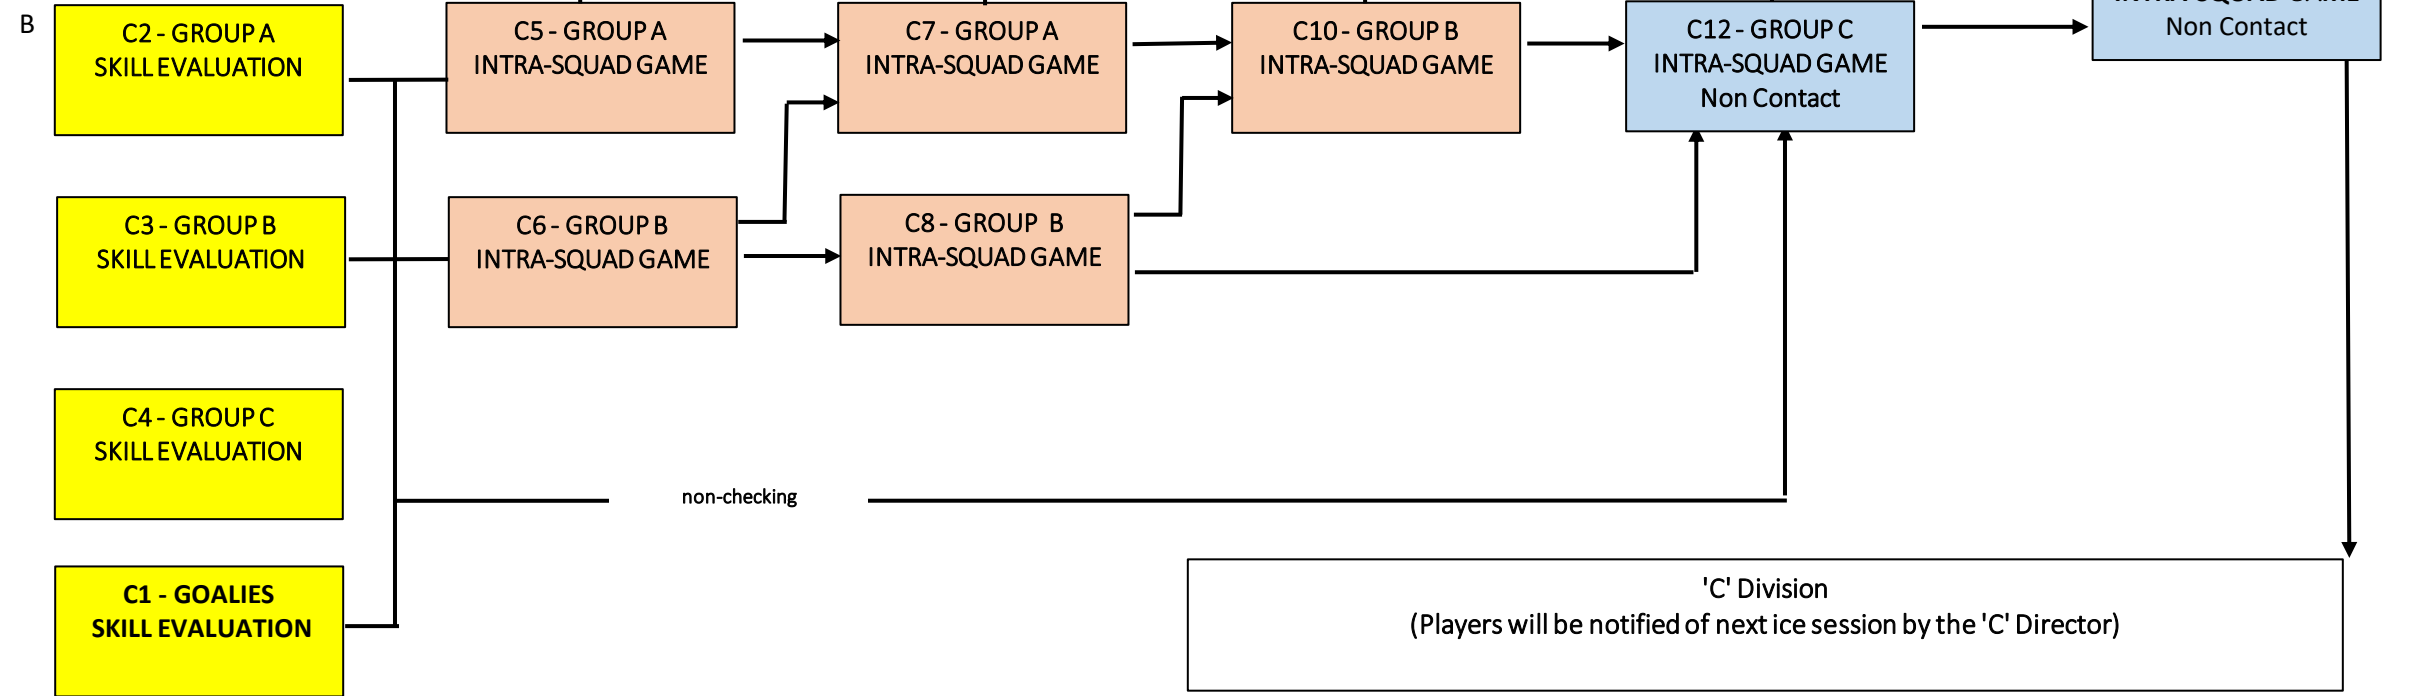 B
C2 - GROUP A
SKILL EVALUATION
C5 - GROUP A
INTRA-SQUAD GAME
C7 - GROUP A
INTRA-SQUAD GAME
C10 - GROUP B
INTRA-SQUAD GAME
C12 - GROUP C
INTRA-SQUAD GAME
Non Contact
INTRA-SQUAD GAME
Non Contact
C3 - GROUP B
SKILL EVALUATION
C6 - GROUP B
INTRA-SQUAD GAME
C8 - GROUP B
INTRA-SQUAD GAME
C4 - GROUP C
SKILL EVALUATION
non-checking
C1 - GOALIES
SKILL EVALUATION
'C' Division
(Players will be notified of next ice session by the 'C' Director)